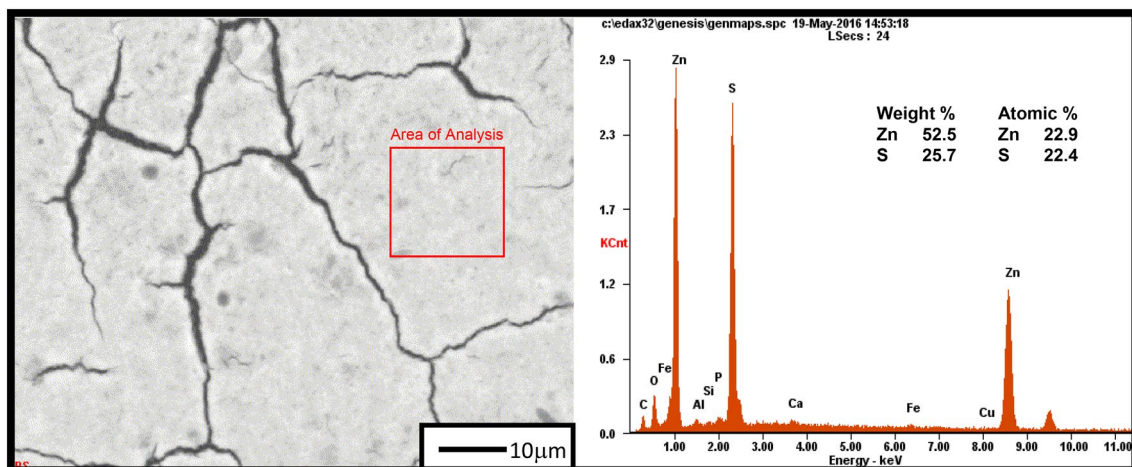 Area of Analysis
10μm
c:\edax32\genesis\genmaps.spc 19-May-2016 14:53:18
LSecs : 24
2.9
2.3
1.7
KCnt
1.2
0.6
0.0
Zn
S
Zn
Fe
O
C
Al
Si
P
Ca
Fe
Cu
Weight % Atomic %
Zn 52.5 Zn 22.9
S 25.7 S 22.4
1.00 2.00 3.00 4.00 5.00 6.00 7.00 8.00 9.00 10.00 11.00
Energy - keV